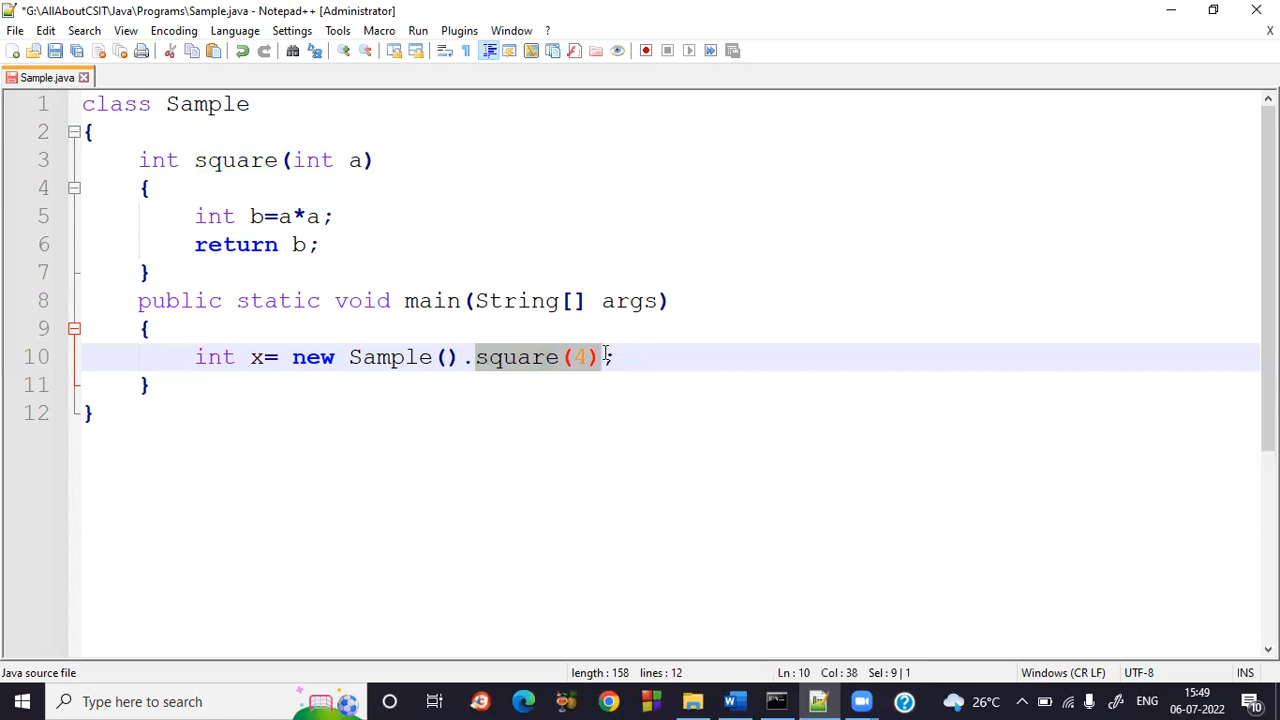 *G:\AllAboutCSIT\Java\Programs\Sample.java - Notepad++ [Administrator]
File Edit Search View Encoding Language Settings Tools Macro Run Plugins Window ? X
Sample.java
1 class Sample
2 {
3 int square(int a)
4 {
5 int b=a*a;
6 return b;
7 }
8 public static void main(String[] args)
9 {
10 int x= new Sample().square(4);
11 }
12 }
Java source file length : 158 lines : 12 Ln : 10 Col : 38 Sel : 9 | 1 Windows (CR LF) UTF-8 INS
Type here to search 26°C ENG 15:49 06-07-2022 10